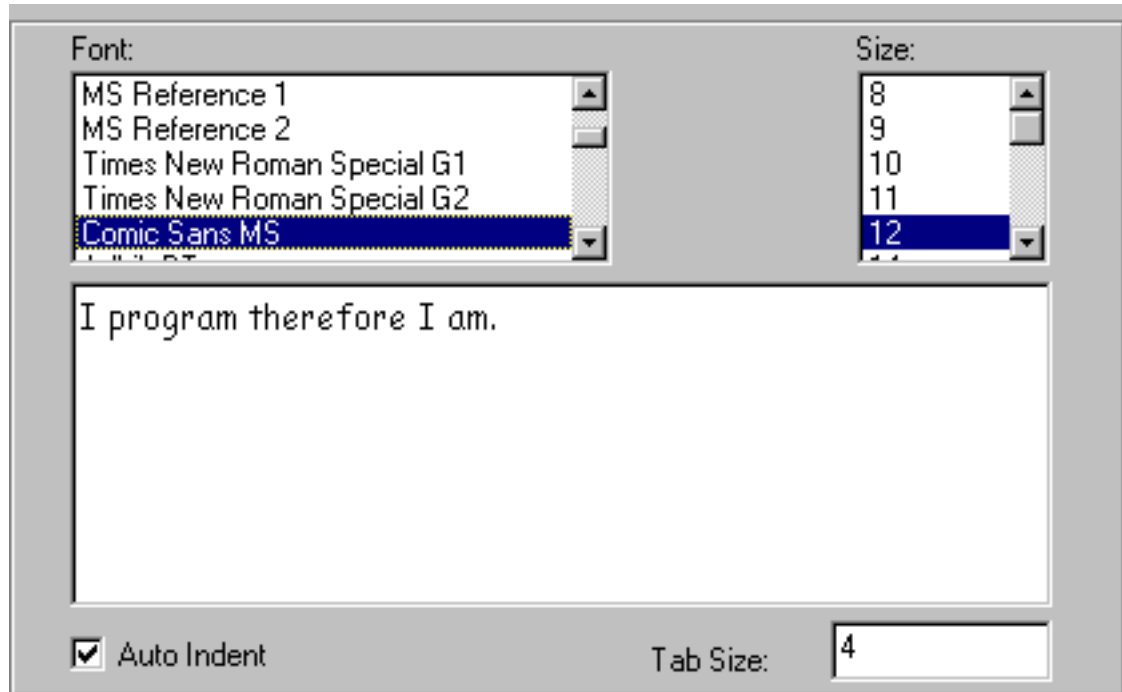 Font:
Size:
MS Reference 1
MS Reference 2
Times New Roman Special G1
Times New Roman Special G2
Comic Sans MS
8
9
10
11
12
I program therefore I am.
Auto Indent
Tab Size:
4